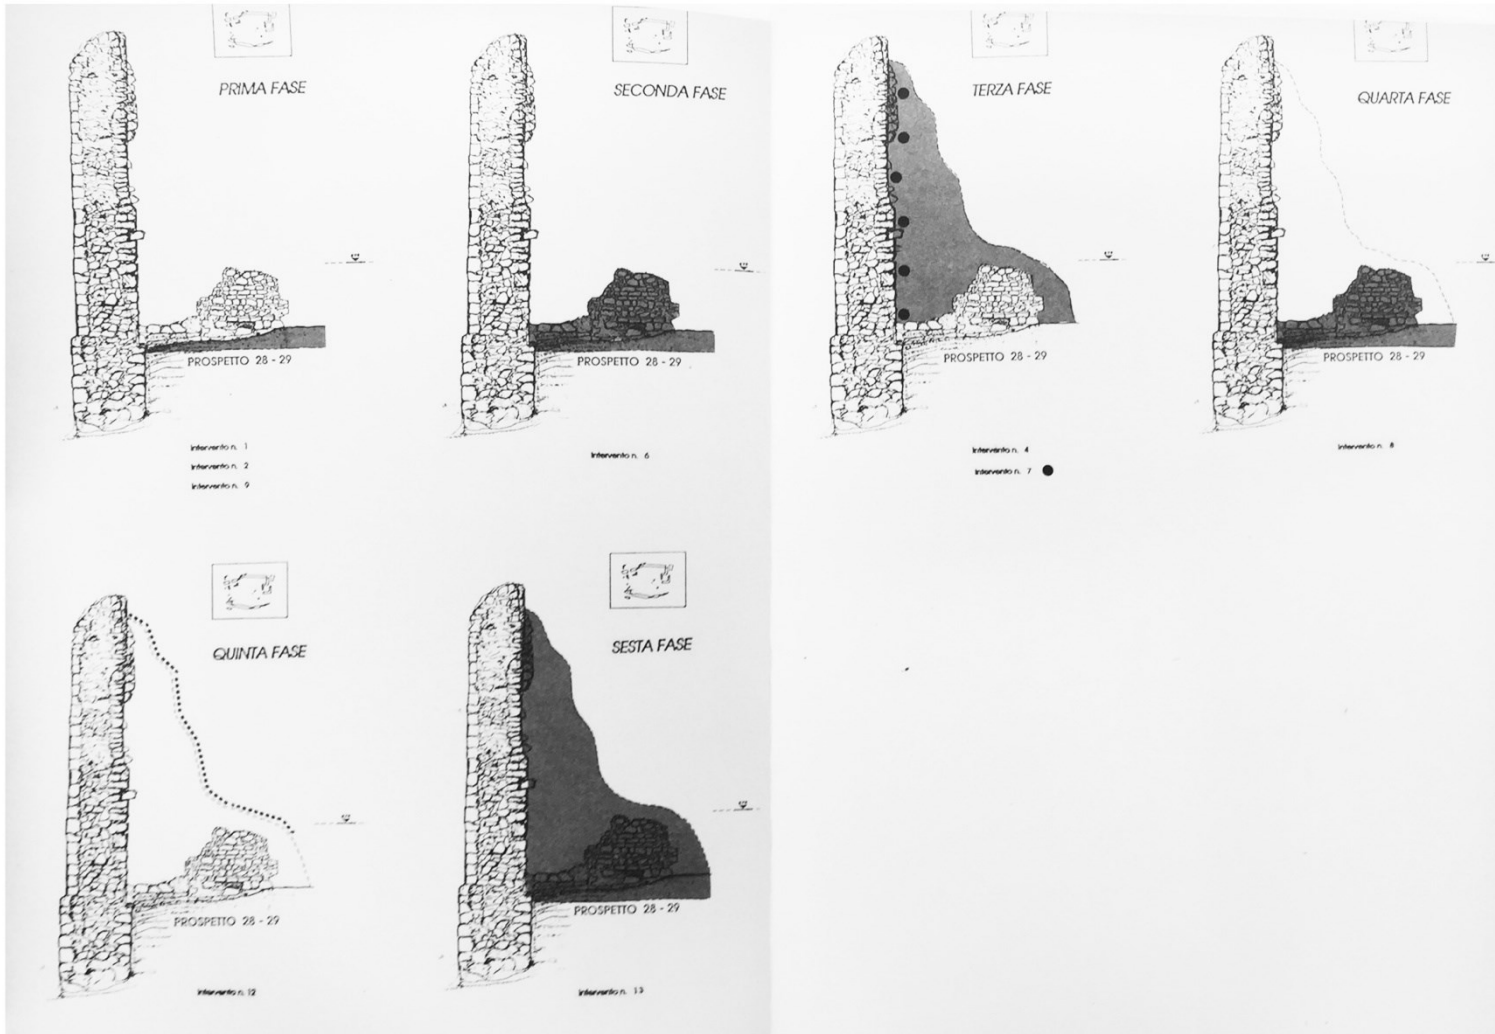 PRIMA FASE
PROSPETTO 28 - 29
Intervento n. 1
Intervento n. 2
Intervento n. 9
SECONDA FASE
PROSPETTO 28 - 29
Intervento n. 6
TERZA FASE
PROSPETTO 28 - 29
Intervento n. 4
Intervento n. 7
QUARTA FASE
PROSPETTO 28 - 29
Intervento n. 8
QUINTA FASE
PROSPETTO 28 - 29
Intervento n. 12
SESTA FASE
PROSPETTO 28 - 29
Intervento n. 13